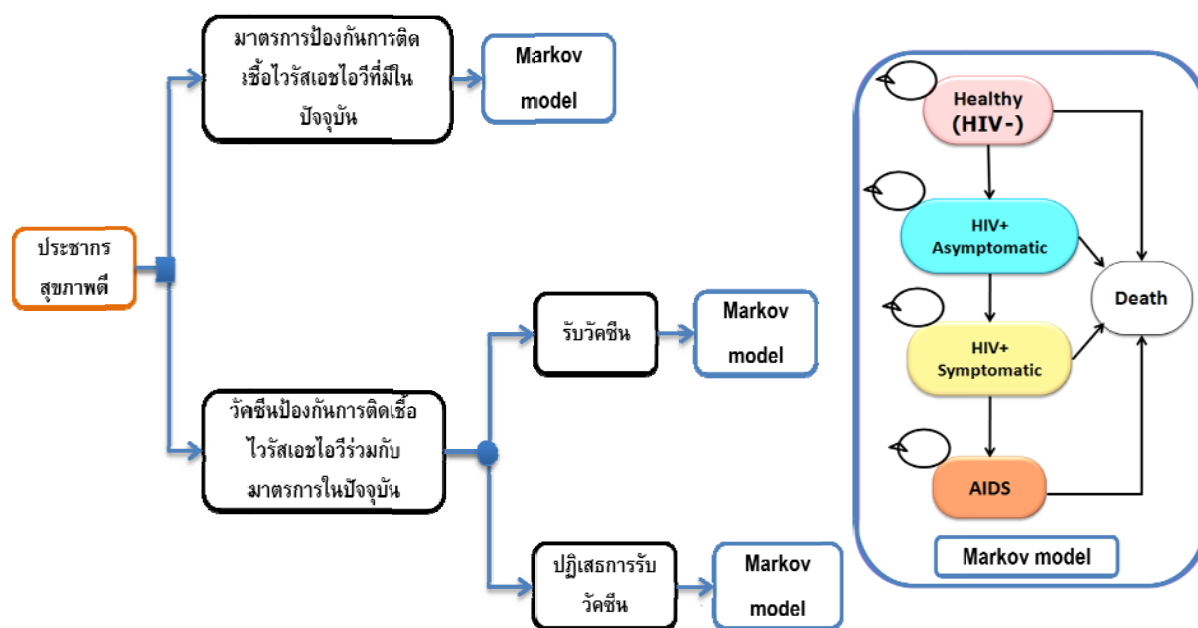 มาตรการป้องกันการติด
เชื้อไวรัสเอชไอวีที่มีใน
ปัจจุบัน
Markov
model
ประชากร
สุขภาพดี
รับวัคซีน
Markov
model
วัคซีนป้องกันการติดเชื้อ
ไวรัสเอชไอวีร่วมกับ
มาตรการในปัจจุบัน
ปฏิเสธการรับ
วัคซีน
Markov
model
Healthy
(HIV-)
HIV+
Asymptomatic
Death
HIV+
Symptomatic
AIDS
Markov model